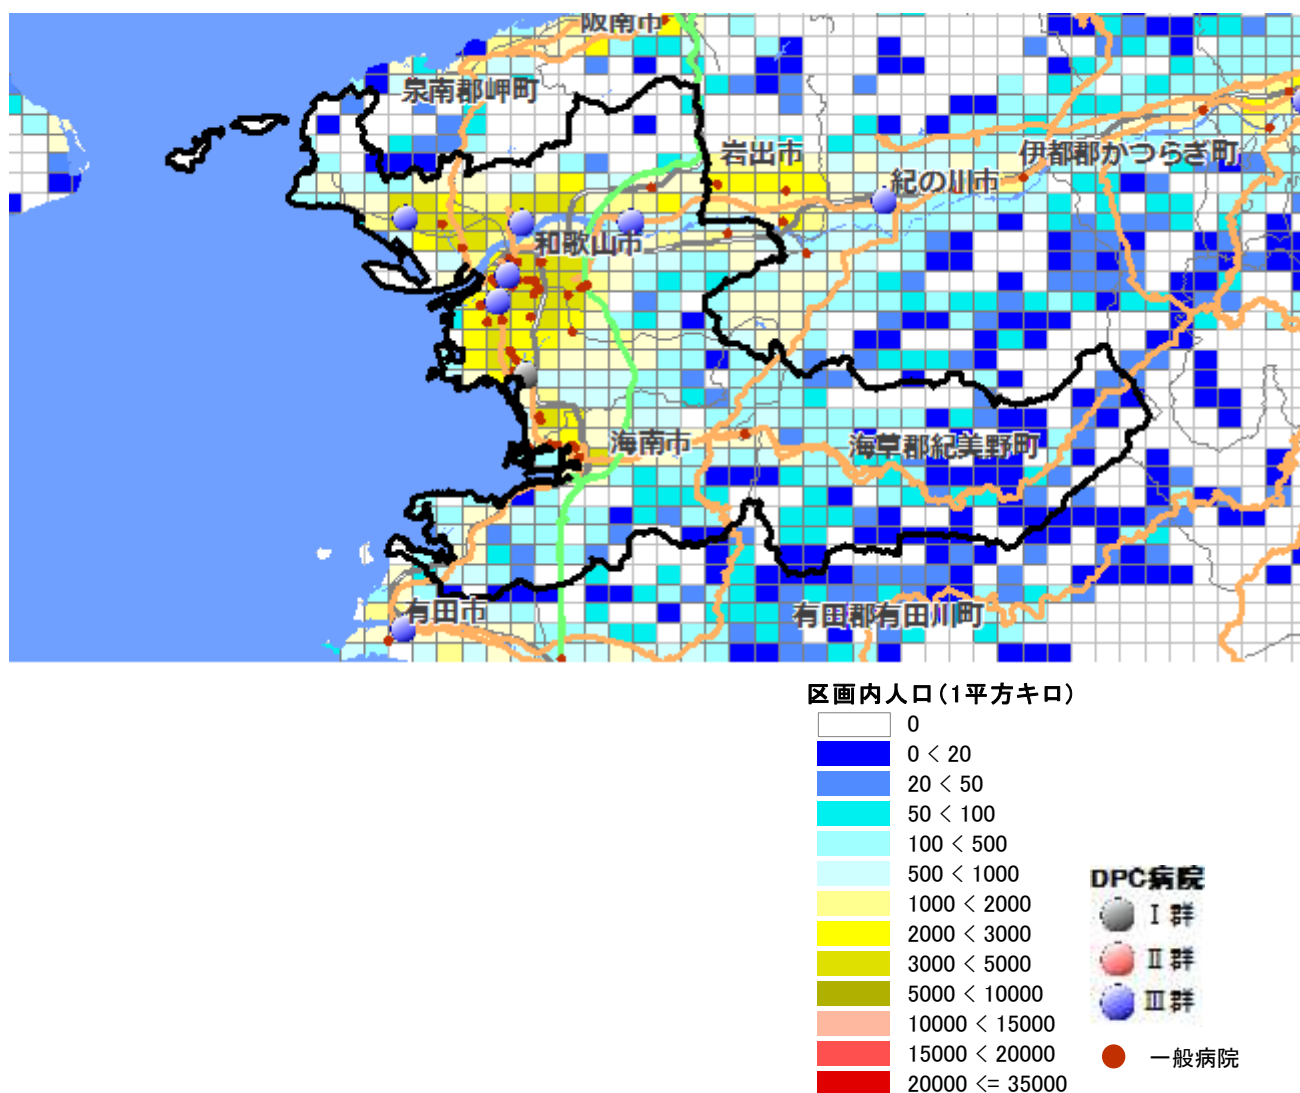 阪南市
泉南郡岬町
岩出市
伊都郡かつらぎ町
紀の川市
和歌山市
海南市
海草郡紀美野町
有田市
有田郡有田川町
区画内人口(1平方キロ)
0
0 < 20
20 < 50
50 < 100
100 < 500
500 < 1000
1000 < 2000
2000 < 3000
3000 < 5000
5000 < 10000
10000 < 15000
15000 < 20000
20000 <= 35000
DPC病院
Ⅰ群
Ⅱ群
Ⅲ群
一般病院